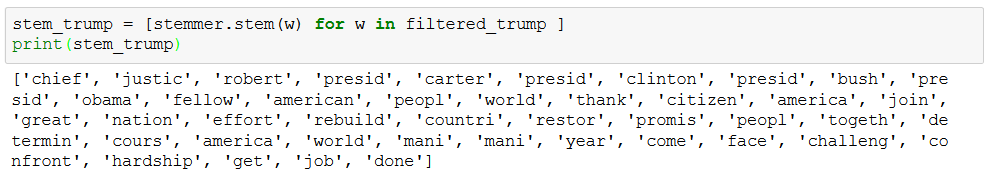 stem_trump = [stemmer.stem(w) for w in filtered_trump ]
print(stem_trump)
['chief', 'justic', 'robert', 'presid', 'carter', 'presid', 'clinton', 'presid', 'bush', 'pre
sid', 'obama', 'fellow', 'american', 'peopl', 'world', 'thank', 'citizen', 'america', 'join',
'great', 'nation', 'effort', 'rebuild', 'countri', 'restor', 'promis', 'peopl', 'togeth', 'de
termin', 'cours', 'america', 'world', 'mani', 'mani', 'year', 'come', 'face', 'challeng', 'co
nfront', 'hardship', 'get', 'job', 'done']